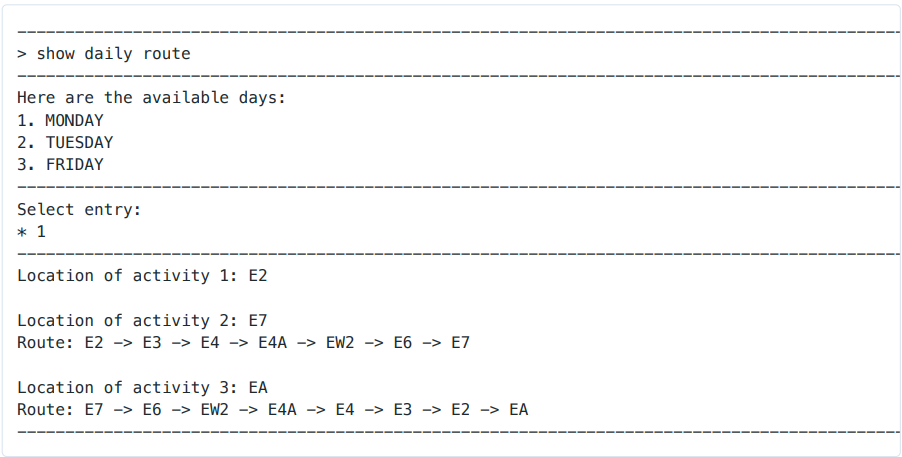 --------------------------------------------------------------------------------------------
> show daily route
--------------------------------------------------------------------------------------------
Here are the available days:
1. MONDAY
2. TUESDAY
3. FRIDAY
--------------------------------------------------------------------------------------------
Select entry:
* 1
--------------------------------------------------------------------------------------------
Location of activity 1: E2
Location of activity 2: E7
Route: E2 -> E3 -> E4 -> E4A -> EW2 -> E6 -> E7
Location of activity 3: EA
Route: E7 -> E6 -> EW2 -> E4A -> E4 -> E3 -> E2 -> EA
--------------------------------------------------------------------------------------------